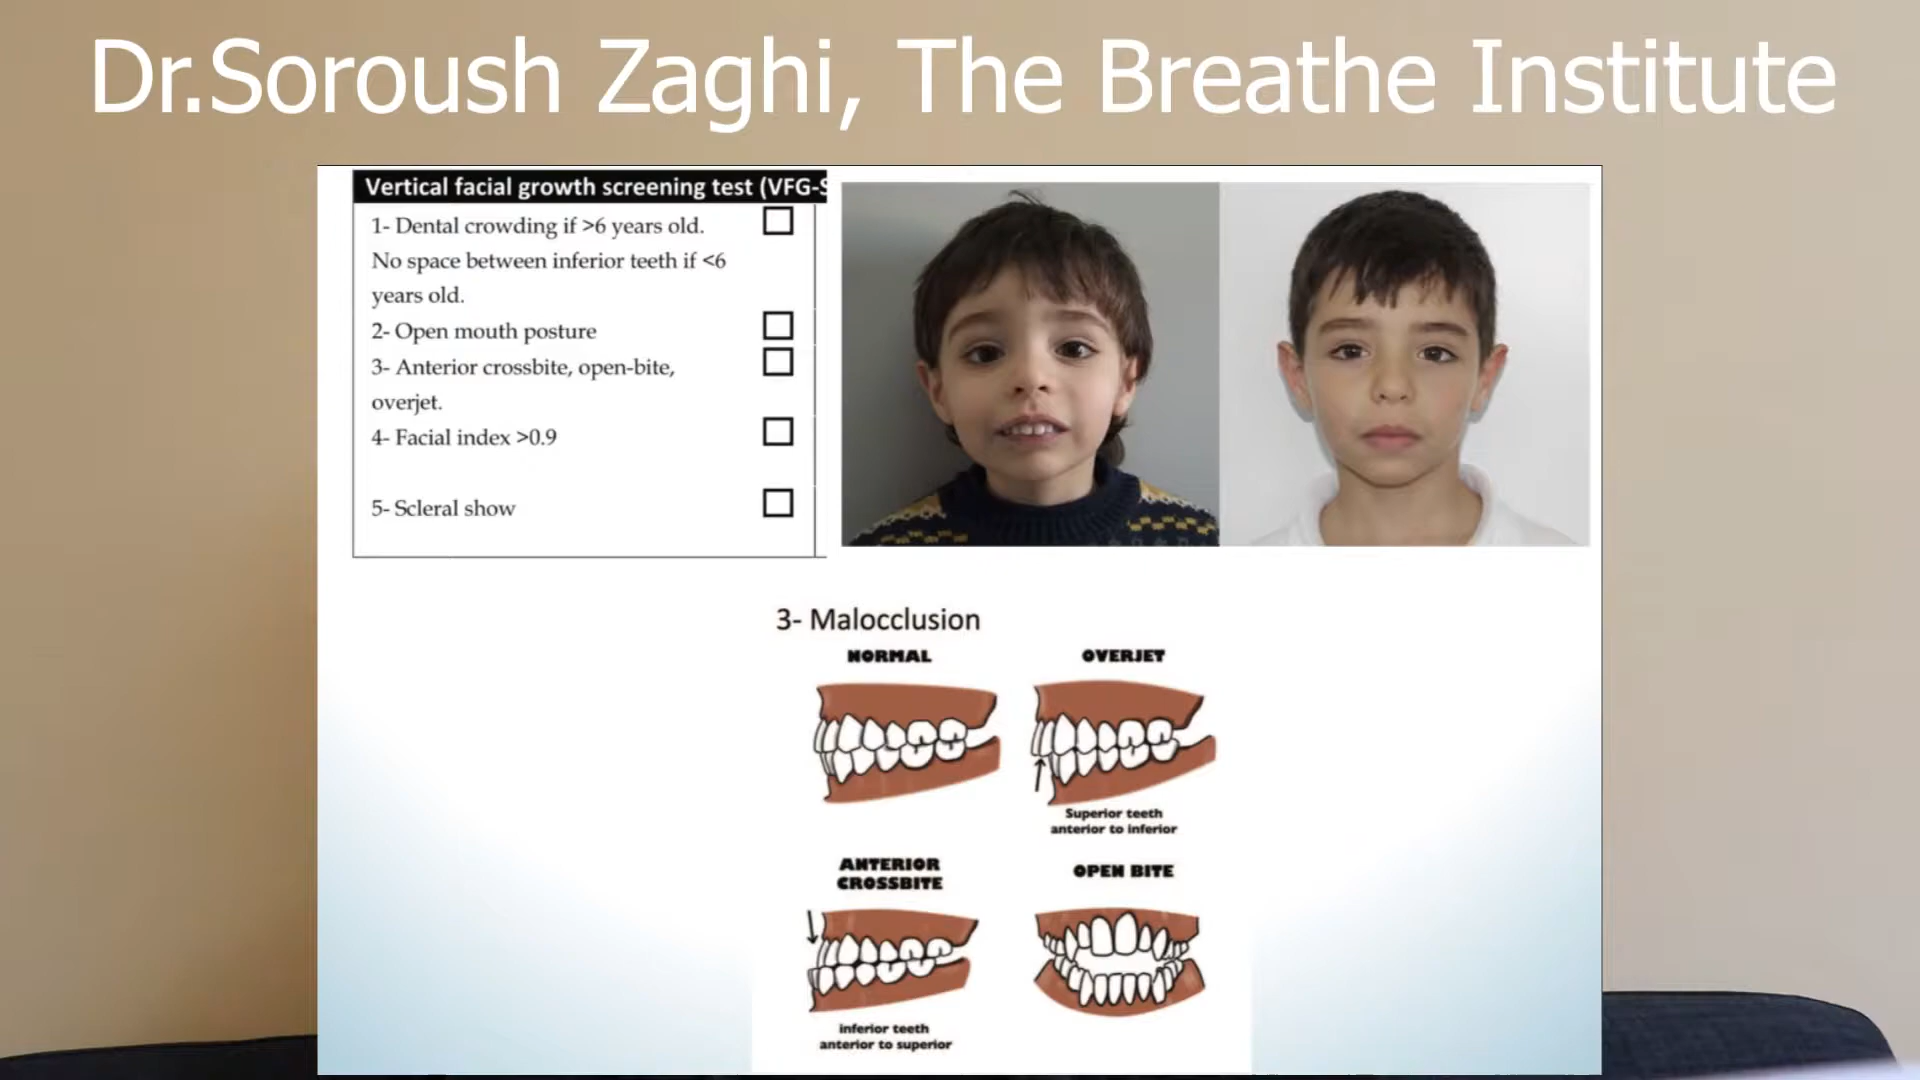 Dr.Soroush Zaghi, The Breathe Institute
Vertical facial growth screening test (VFG-S
1- Dental crowding if >6 years old.
No space between inferior teeth if <6
years old.
2- Open mouth posture
3- Anterior crossbite, open-bite,
overjet.
4- Facial index >0.9
5- Scleral show
3- Malocclusion
NORMAL
OVERJET
Superior teeth
anterior to inferior
ANTERIOR
CROSSBITE
OPEN BITE
inferior teeth
anterior to superior